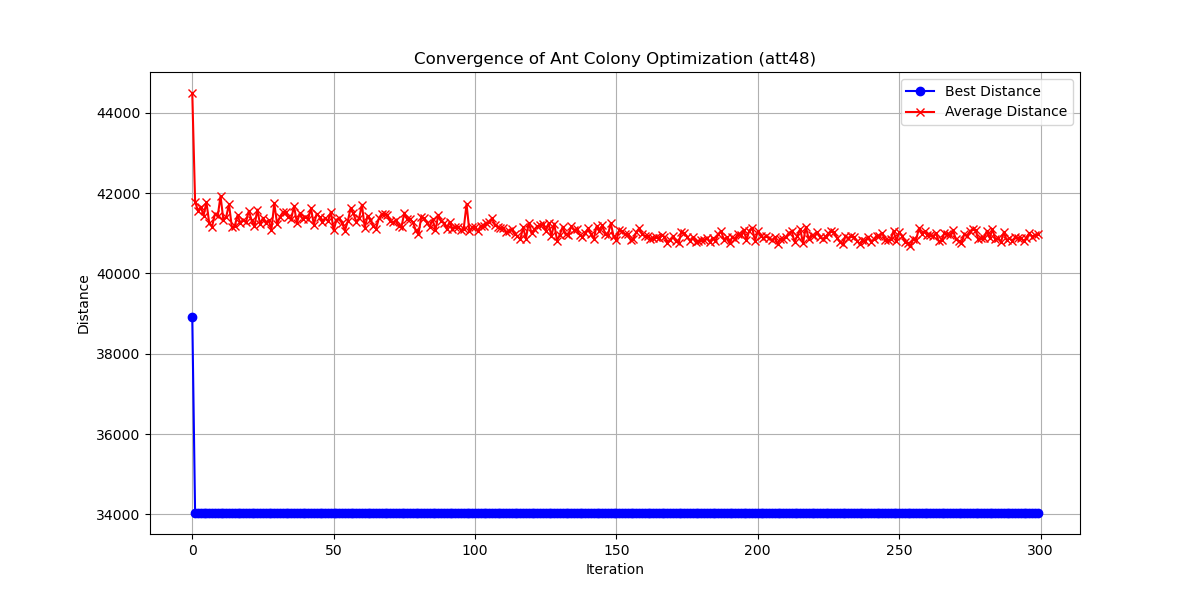 Convergence of Ant Colony Optimization (att48)
Best Distance
Average Distance
44000
42000
40000
38000
36000
34000
Distance
0 50 100 150 200 250 300
Iteration